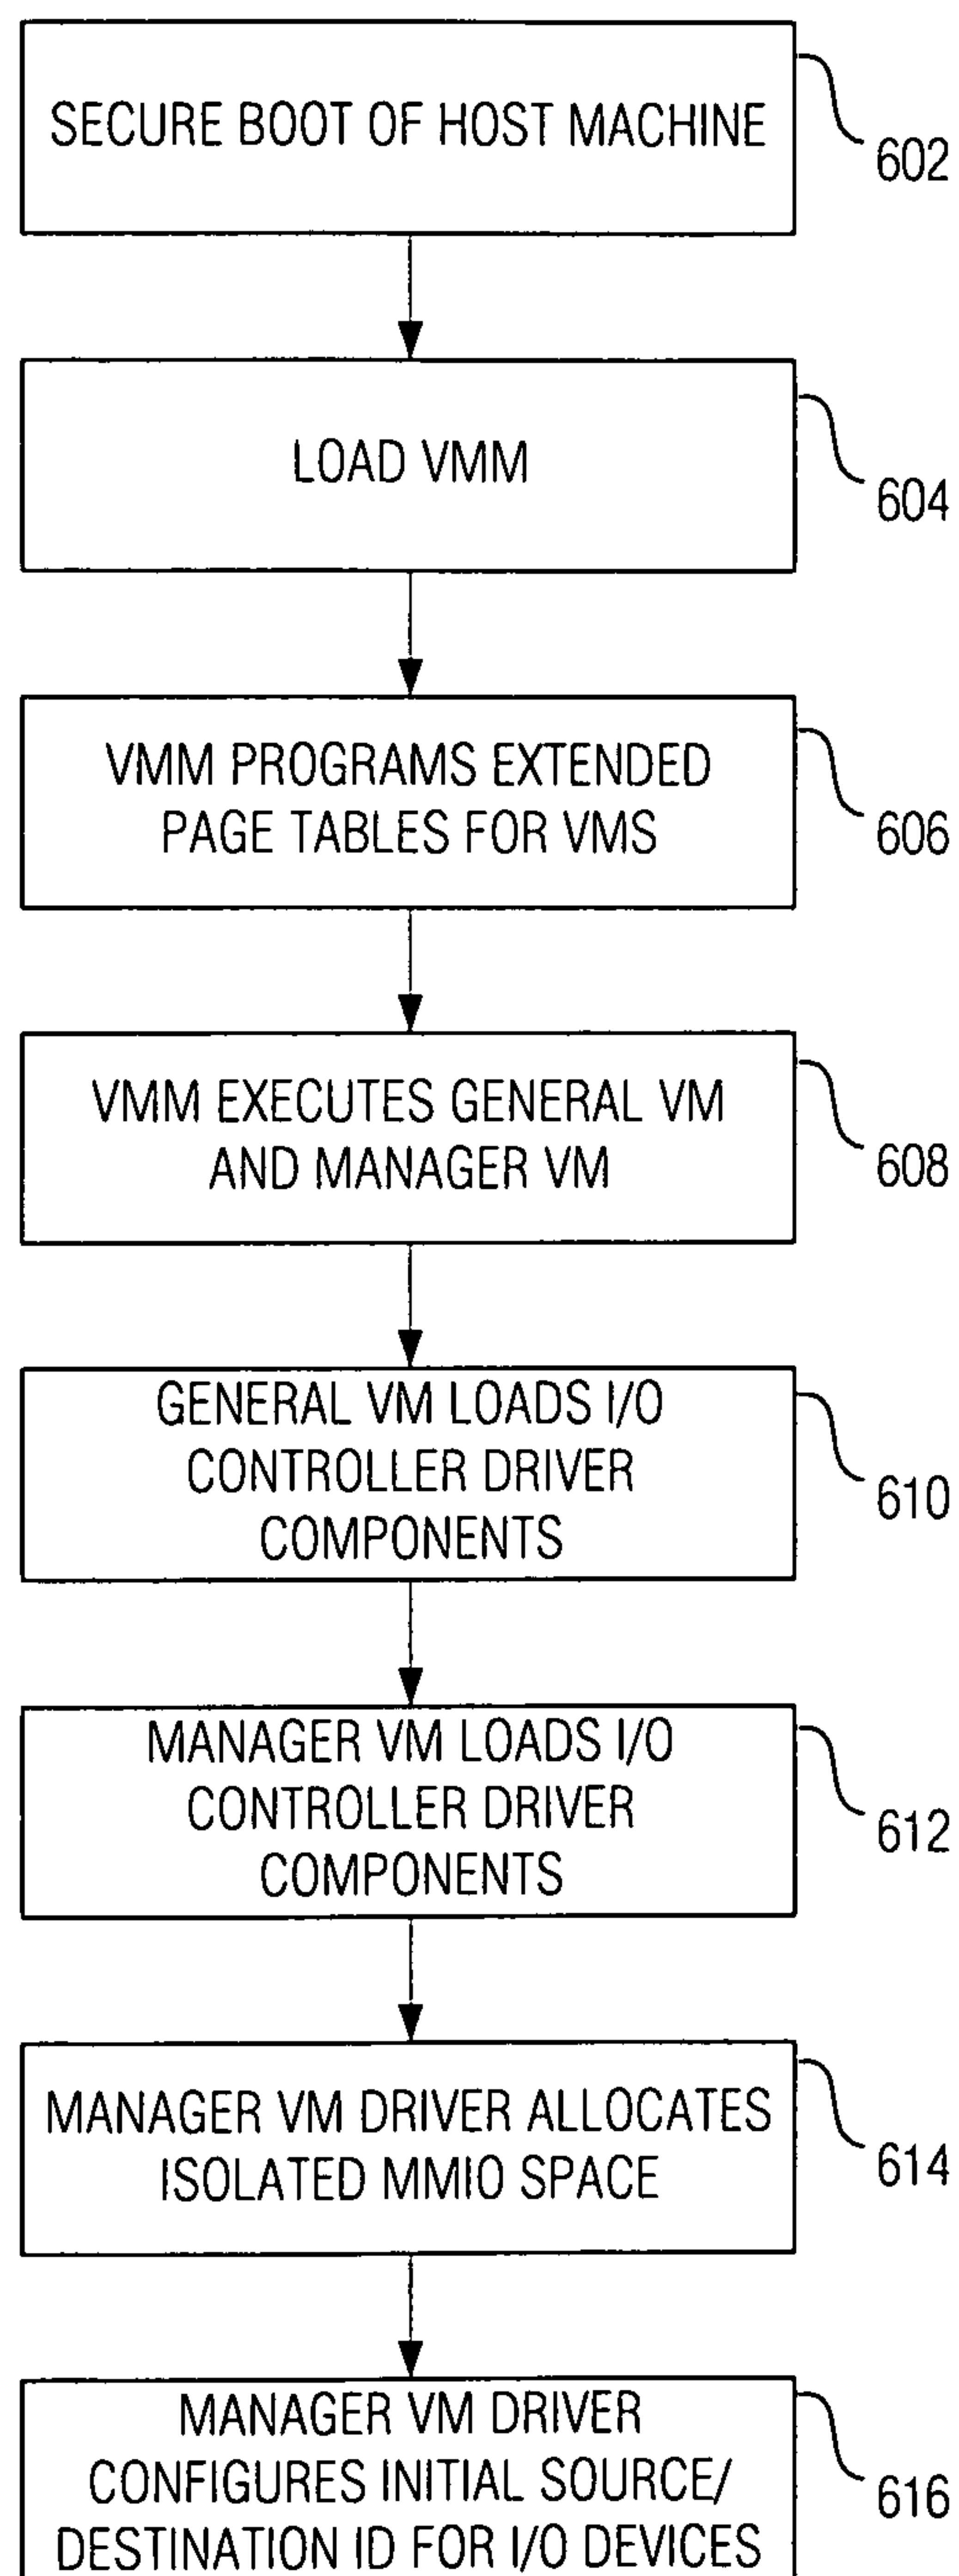 SECURE BOOT OF HOST MACHINE
602
LOAD VMM
604
VMM PROGRAMS EXTENDED
PAGE TABLES FOR VMS
606
VMM EXECUTES GENERAL VM
AND MANAGER VM
608
GENERAL VM LOADS I/O
CONTROLLER DRIVER
COMPONENTS
610
MANAGER VM LOADS I/O
CONTROLLER DRIVER
COMPONENTS
612
MANAGER VM DRIVER ALLOCATES
ISOLATED MMIO SPACE
614
MANAGER VM DRIVER
CONFIGURES INITIAL SOURCE/
DESTINATION ID FOR I/O DEVICES
616